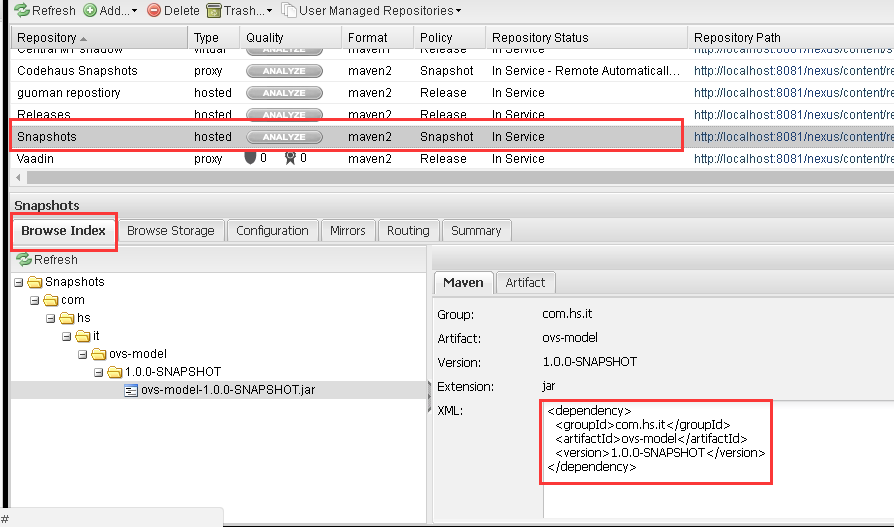 Refresh Add... Delete Trash... User Managed Repositories
Repository Type Quality Format Policy Repository Status Repository Path
Central M1 Shadow virtual ANALYZE maven1 Release In Service
Codehaus Snapshots proxy ANALYZE maven2 Snapshot In Service - Remote Automaticall... http://localhost:8081/nexus/content/re
guoman repostiory hosted ANALYZE maven2 Release In Service http://localhost:8081/nexus/content/re
Releases hosted ANALYZE maven2 Release In Service http://localhost:8081/nexus/content/re
Snapshots hosted ANALYZE maven2 Snapshot In Service http://localhost:8081/nexus/content/re
Vaadin proxy 0 0 maven2 Release In Service http://localhost:8081/nexus/content/re
Snapshots
Browse Index Browse Storage Configuration Mirrors Routing Summary
Refresh
Snapshots
com
hs
it
ovs-model
1.0.0-SNAPSHOT
ovs-model-1.0.0-SNAPSHOT.jar
Maven Artifact
Group: com.hs.it
Artifact: ovs-model
Version: 1.0.0-SNAPSHOT
Extension: jar
XML: <dependency>
<groupId>com.hs.it</groupId>
<artifactId>ovs-model</artifactId>
<version>1.0.0-SNAPSHOT</version>
</dependency>
#